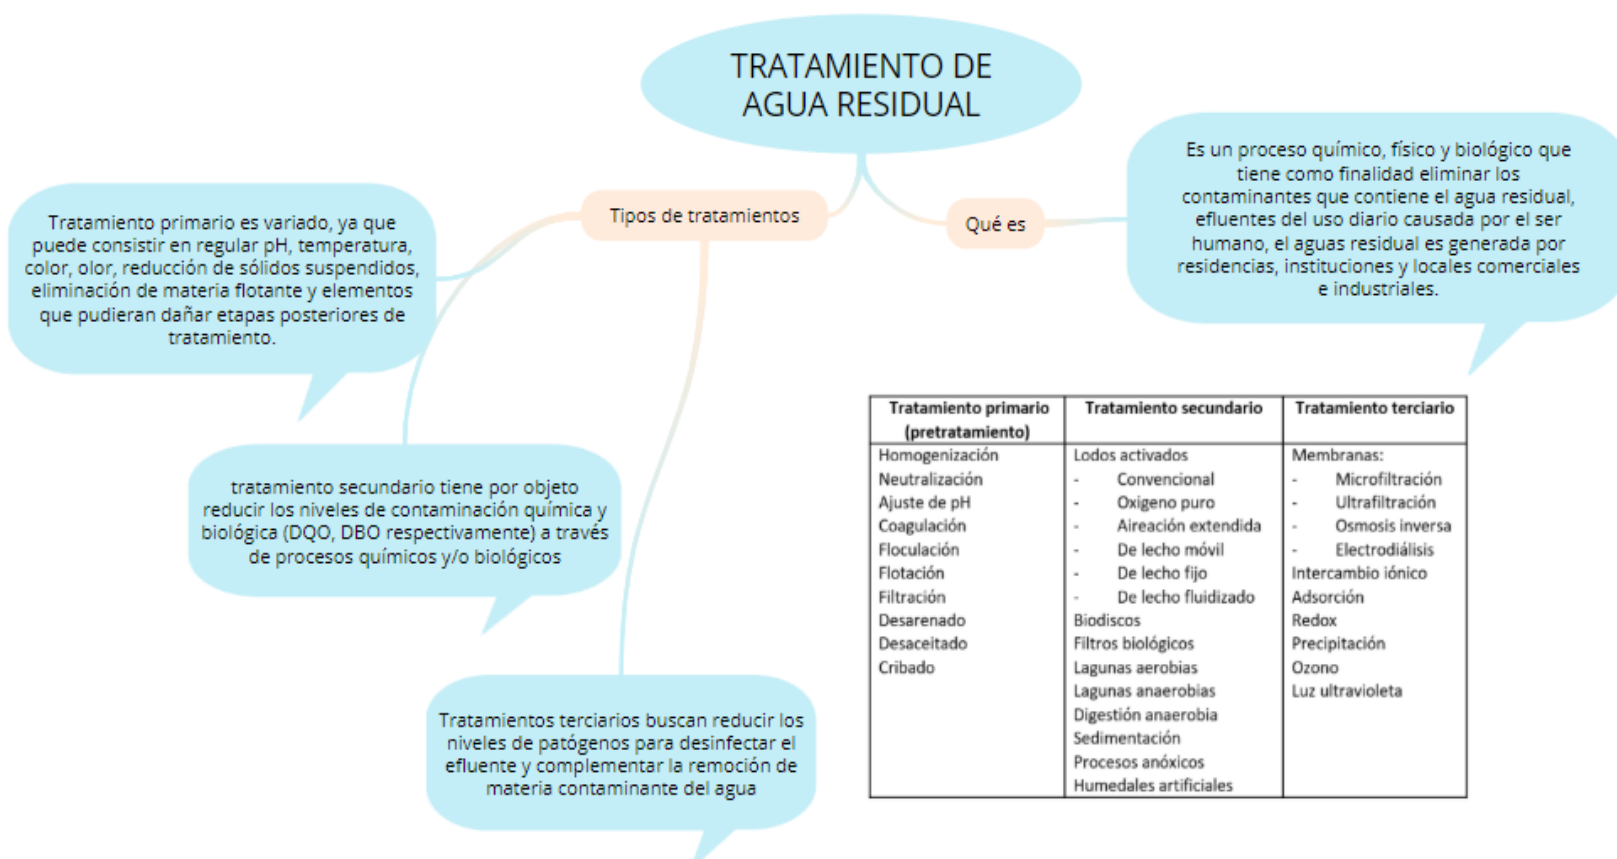 TRATAMIENTO DE
AGUA RESIDUAL
Tipos de tratamientos
Qué es
Es un proceso químico, físico y biológico que
tiene como finalidad eliminar los
contaminantes que contiene el agua residual,
efluentes del uso diario causada por el ser
humano, el aguas residual es generada por
residencias, instituciones y locales comerciales
e industriales.
Tratamiento primario es variado, ya que
puede consistir en regular pH, temperatura,
color, olor, reducción de sólidos suspendidos,
eliminación de materia flotante y elementos
que pudieran dañar etapas posteriores de
tratamiento.
tratamiento secundario tiene por objeto
reducir los niveles de contaminación química y
biológica (DQO, DBO respectivamente) a través
de procesos químicos y/o biológicos
Tratamientos terciarios buscan reducir los
niveles de patógenos para desinfectar el
efluente y complementar la remoción de
materia contaminante del agua
Tratamiento primario
(pretratamiento)
Homogenización
Neutralización
Ajuste de pH
Coagulación
Floculación
Flotación
Filtración
Desarenado
Desaceitado
Cribado
Tratamiento secundario
Lodos activados
- Convencional
- Oxigeno puro
- Aireación extendida
- De lecho móvil
- De lecho fijo
- De lecho fluidizado
Biodiscos
Filtros biológicos
Lagunas aerobias
Lagunas anaerobias
Digestión anaerobia
Sedimentación
Procesos anóxicos
Humedales artificiales
Tratamiento terciario
Membranas:
- Microfiltración
- Ultrafiltración
- Osmosis inversa
- Electrodiálisis
Intercambio iónico
Adsorción
Redox
Precipitación
Ozono
Luz ultravioleta